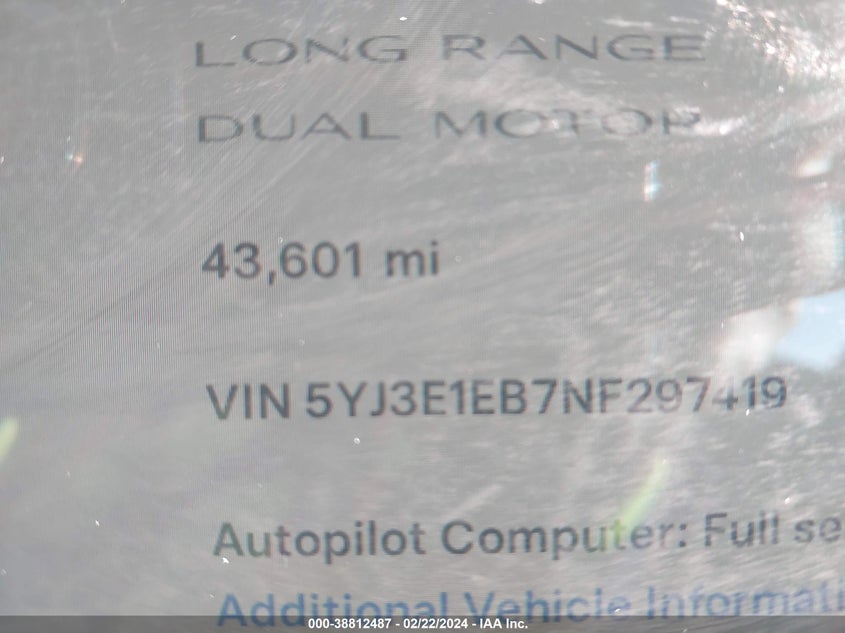 LONG RANGE
DUAL MOTOR
43,601 mi
VIN 5YJ3E1EB7NF297419
Autopilot Computer: Full se
Additional Vehicle Informati
000-38812487 - 02/22/2024 - IAA Inc.